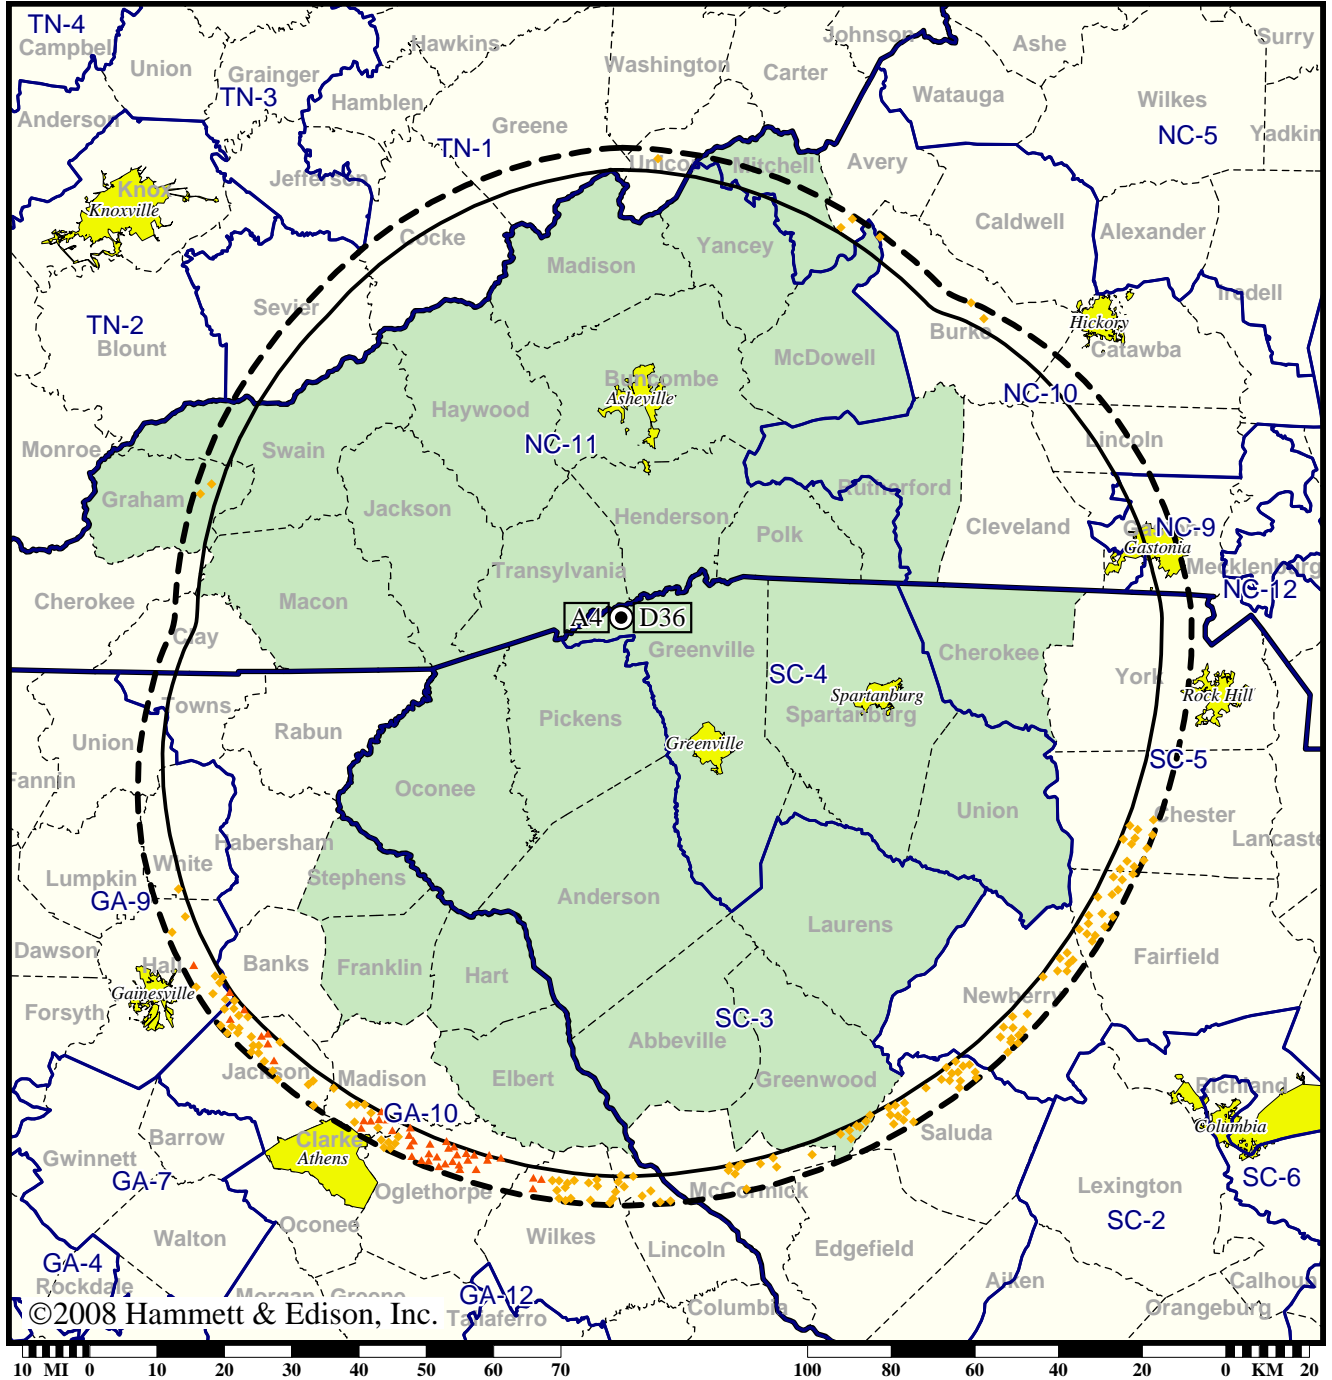 TN-4
Campbel
Union
Grainger
TN-3
Hawkins
Hamblen
Anderson
Washington
Johnson
Carter
Ashe
Surry
Watauga
Wilkes
NC-5
Yadkin
Greene
TN-1
Knox
Knoxville
Jefferson
Unicoi
Mitchell
Avery
Cocke
Caldwell
Alexander
Yancey
Madison
Sevier
Iredell
TN-2
Blount
Burke
Hickory
Catawba
McDowell
Buncombe
Asheville
Haywood
NC-10
NC-11
Monroe
Swain
Lincoln
Graham
Jackson
Rutherford
Henderson
Polk
Cleveland
Gaston
NC-9
Gastonia
Mecklenburg
Transylvania
NC-12
Cherokee
Macon
Clay
A4
D36
Greenville
Cherokee
SC-4
York
Rock Hill
Spartanburg
Spartanburg
Towns
Rabun
Pickens
Union
Greenville
Fannin
Oconee
SC-5
Union
Chester
Lancaste
Habersham
White
Stephens
Lumpkin
GA-9
Anderson
Laurens
Dawson
Hall
Banks
Franklin
Hart
Fairfield
Gainesville
Newberry
Forsyth
SC-3
Abbeville
Jackson
Madison
Elbert
Greenwood
Richland
GA-10
Columbia
Barrow
Clarke
Athens
Saluda
Gwinnett
GA-7
Oglethorpe
McCormick
Lexington
SC-6
SC-2
Oconee
Walton
Wilkes
Lincoln
Edgefield
GA-4
Rockdale
Morgan
Greene
GA-12
Taliaferro
Columbia
Aiken
Calhoun
Orangeburg
©2008 Hammett & Edison, Inc.
10 MI 0 10 20 30 40 50 60 70
100 80 60 40 20 0 KM 20